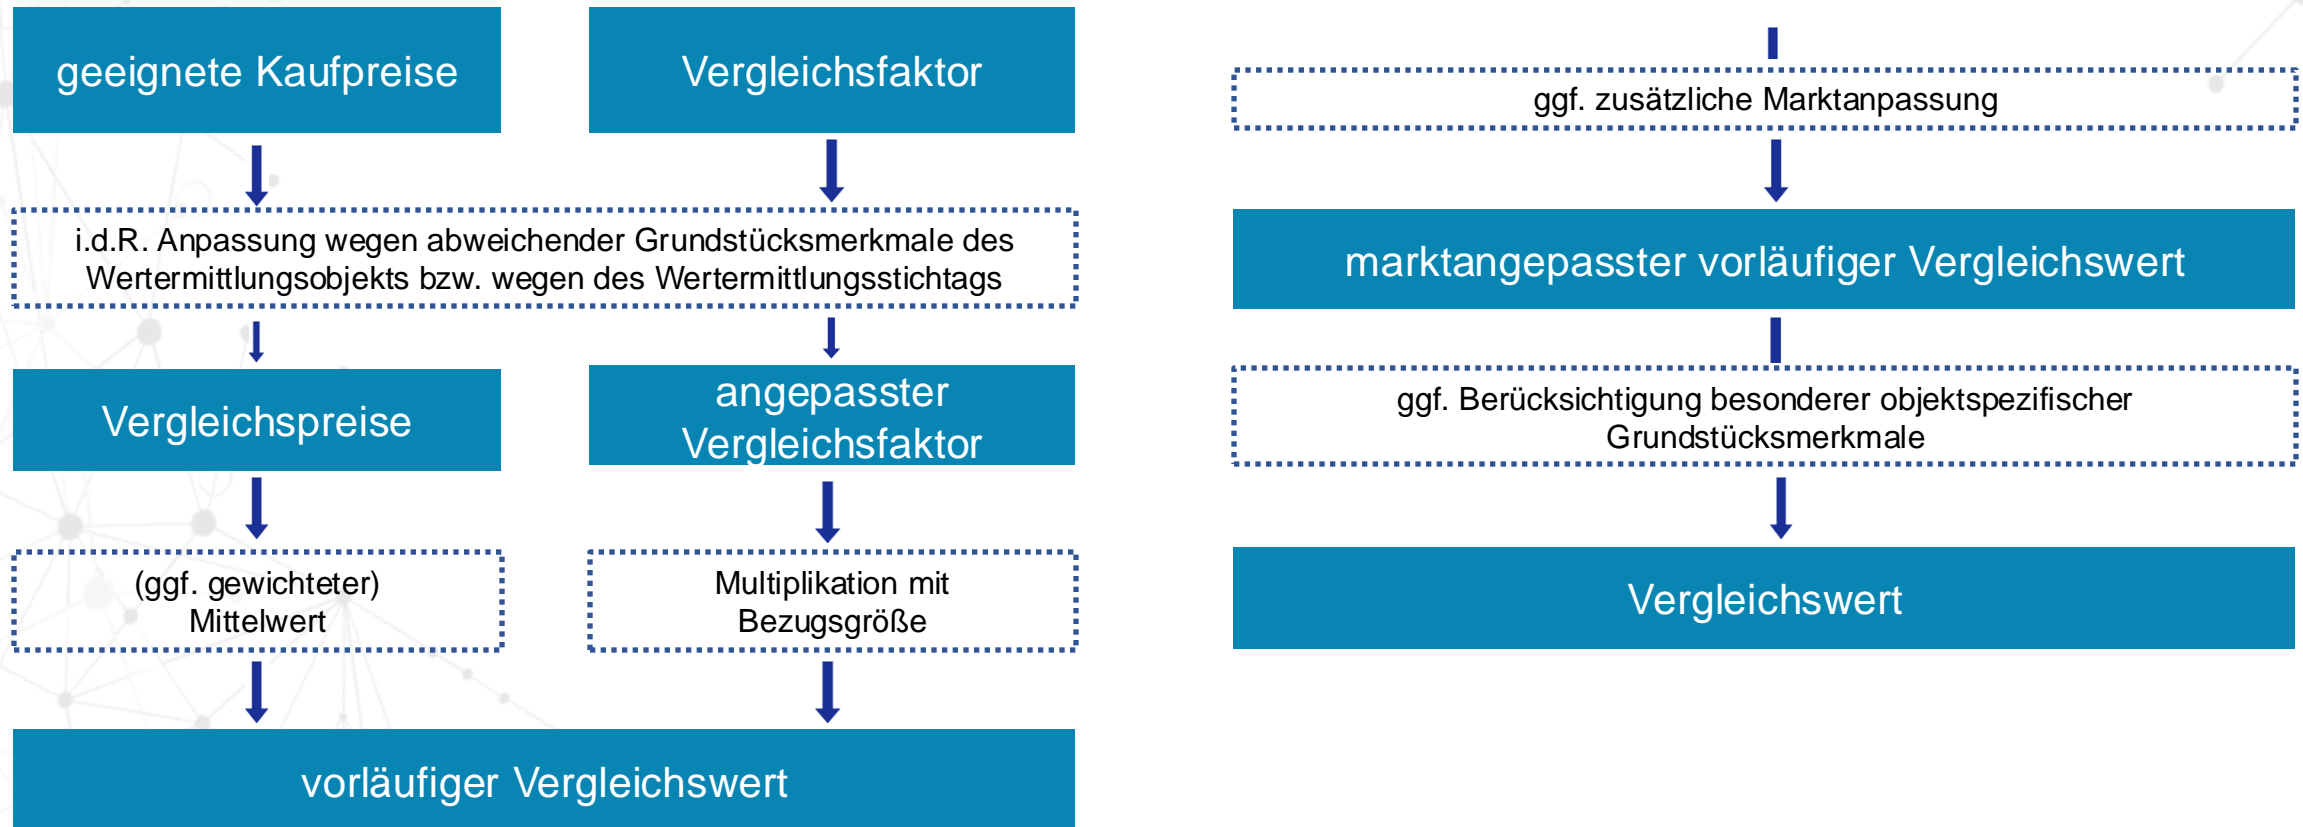 geeignete Kaufpreise
Vergleichsfaktor
i.d.R. Anpassung wegen abweichender Grundstücksmerkmale des
Wertermittlungsobjekts bzw. wegen des Wertermittlungsstichtags
Vergleichspreise
angepasster
Vergleichsfaktor
(ggf. gewichteter)
Mittelwert
Multiplikation mit
Bezugsgröße
vorläufiger Vergleichswert
ggf. zusätzliche Marktanpassung
marktangepasster vorläufiger Vergleichswert
ggf. Berücksichtigung besonderer objektspezifischer
Grundstücksmerkmale
Vergleichswert